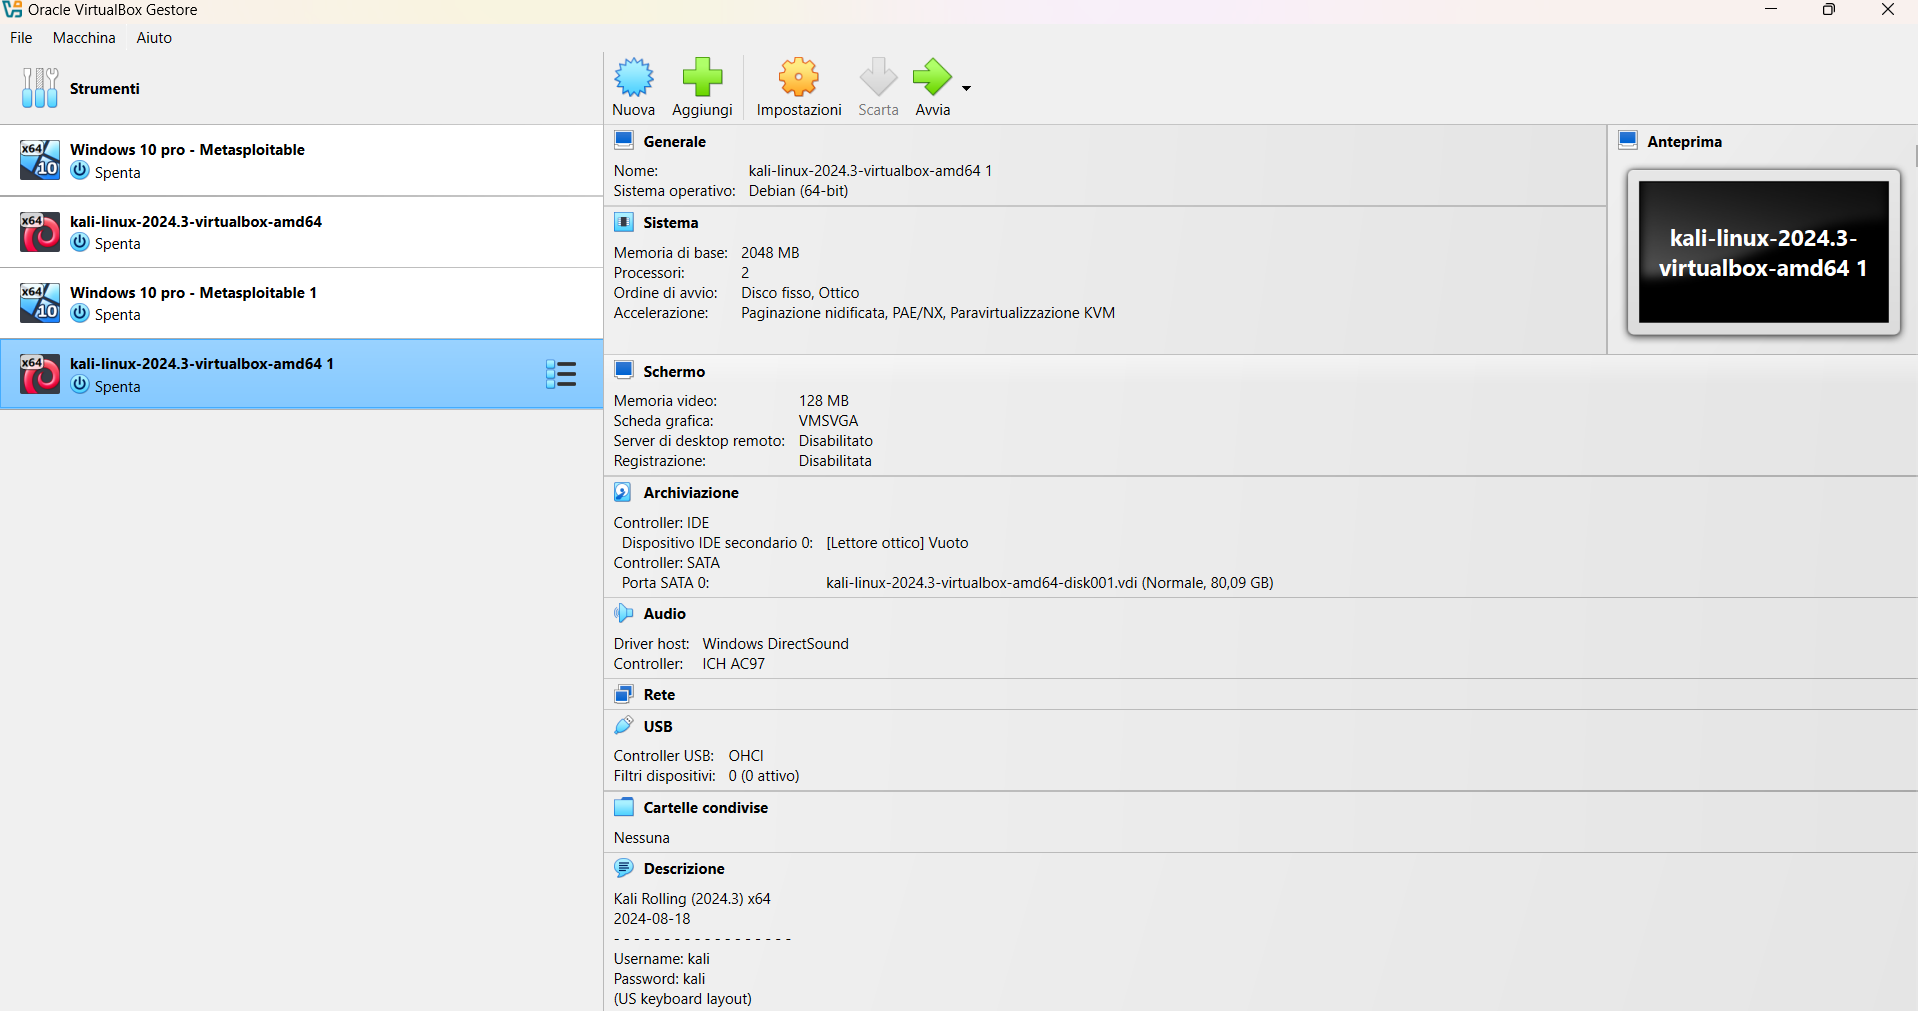 Oracle VirtualBox Gestore
File Macchina Aiuto
Strumenti
Nuova Aggiungi Impostazioni Scarta Avvia
x64 10 Windows 10 pro - Metasploitable
Spenta
x64 kali-linux-2024.3-virtualbox-amd64
Spenta
x64 10 Windows 10 pro - Metasploitable 1
Spenta
x64 kali-linux-2024.3-virtualbox-amd64 1
Spenta
Generale
Nome: kali-linux-2024.3-virtualbox-amd64 1
Sistema operativo: Debian (64-bit)
Sistema
Memoria di base: 2048 MB
Processori: 2
Ordine di avvio: Disco fisso, Ottico
Accelerazione: Paginazione nidificata, PAE/NX, Paravirtualizzazione KVM
Anteprima
kali-linux-2024.3-
virtualbox-amd64 1
Schermo
Memoria video: 128 MB
Scheda grafica: VMSVGA
Server di desktop remoto: Disabilitato
Registrazione: Disabilitata
Archiviazione
Controller: IDE
Dispositivo IDE secondario 0: [Lettore ottico] Vuoto
Controller: SATA
Porta SATA 0: kali-linux-2024.3-virtualbox-amd64-disk001.vdi (Normale, 80,09 GB)
Audio
Driver host: Windows DirectSound
Controller: ICH AC97
Rete
USB
Controller USB: OHCI
Filtri dispositivi: 0 (0 attivo)
Cartelle condivise
Nessuna
Descrizione
Kali Rolling (2024.3) x64
2024-08-18
- - - - - - - - - - - - - - - - - -
Username: kali
Password: kali
(US keyboard layout)